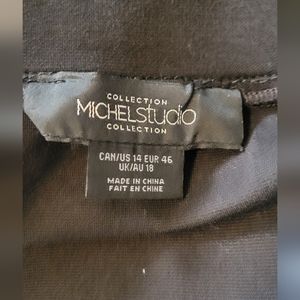 COLLECTION
MICHELstudio
COLLECTION
CAN/US 14 EUR 46
UK/AU 18
MADE IN CHINA
FAIT EN CHINE